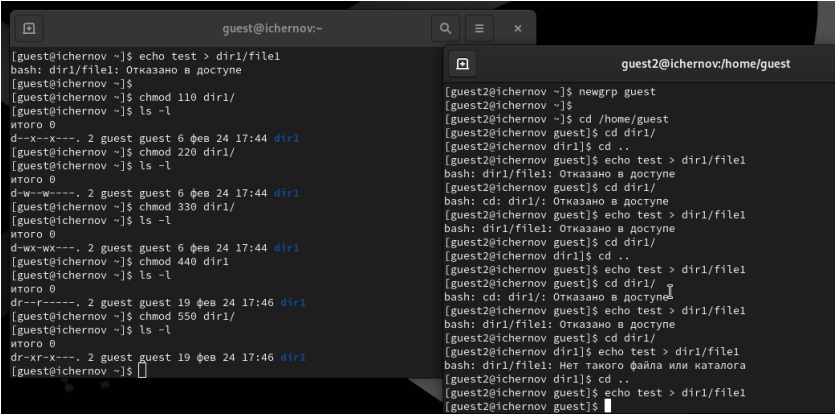 guest@ichernov:~
[guest@ichernov ~]$ echo test > dir1/file1
bash: dir1/file1: Отказано в доступе
[guest@ichernov ~]$
[guest@ichernov ~]$ chmod 110 dir1/
[guest@ichernov ~]$ ls -l
итого 0
d--x--x---. 2 guest guest 6 фев 24 17:44 dir1
[guest@ichernov ~]$ chmod 220 dir1/
[guest@ichernov ~]$ ls -l
итого 0
d-w--w----. 2 guest guest 6 фев 24 17:44 dir1
[guest@ichernov ~]$ chmod 330 dir1/
[guest@ichernov ~]$ ls -l
итого 0
d-wx-wx---. 2 guest guest 6 фев 24 17:44 dir1
[guest@ichernov ~]$ chmod 440 dir1
[guest@ichernov ~]$ ls -l
итого 0
dr--r-----. 2 guest guest 19 фев 24 17:46 dir1
[guest@ichernov ~]$ chmod 550 dir1/
[guest@ichernov ~]$ ls -l
итого 0
dr-xr-x---. 2 guest guest 19 фев 24 17:46 dir1
[guest@ichernov ~]$
guest2@ichernov:/home/guest
[guest2@ichernov ~]$ newgrp guest
[guest2@ichernov ~]$
[guest2@ichernov ~]$ cd /home/guest
[guest2@ichernov guest]$ cd dir1/
[guest2@ichernov dir1]$ cd ..
[guest2@ichernov guest]$ echo test > dir1/file1
bash: dir1/file1: Отказано в доступе
[guest2@ichernov guest]$ cd dir1/
bash: cd: dir1/: Отказано в доступе
[guest2@ichernov guest]$ echo test > dir1/file1
bash: dir1/file1: Отказано в доступе
[guest2@ichernov guest]$ cd dir1/
[guest2@ichernov dir1]$ cd ..
[guest2@ichernov guest]$ echo test > dir1/file1
[guest2@ichernov guest]$ cd dir1/
bash: cd: dir1/: Отказано в доступе
[guest2@ichernov guest]$ echo test > dir1/file1
bash: dir1/file1: Отказано в доступе
[guest2@ichernov guest]$ cd dir1/
[guest2@ichernov dir1]$ echo test > dir1/file1
bash: dir1/file1: Нет такого файла или каталога
[guest2@ichernov dir1]$ cd ..
[guest2@ichernov guest]$ echo test > dir1/file1
[guest2@ichernov guest]$